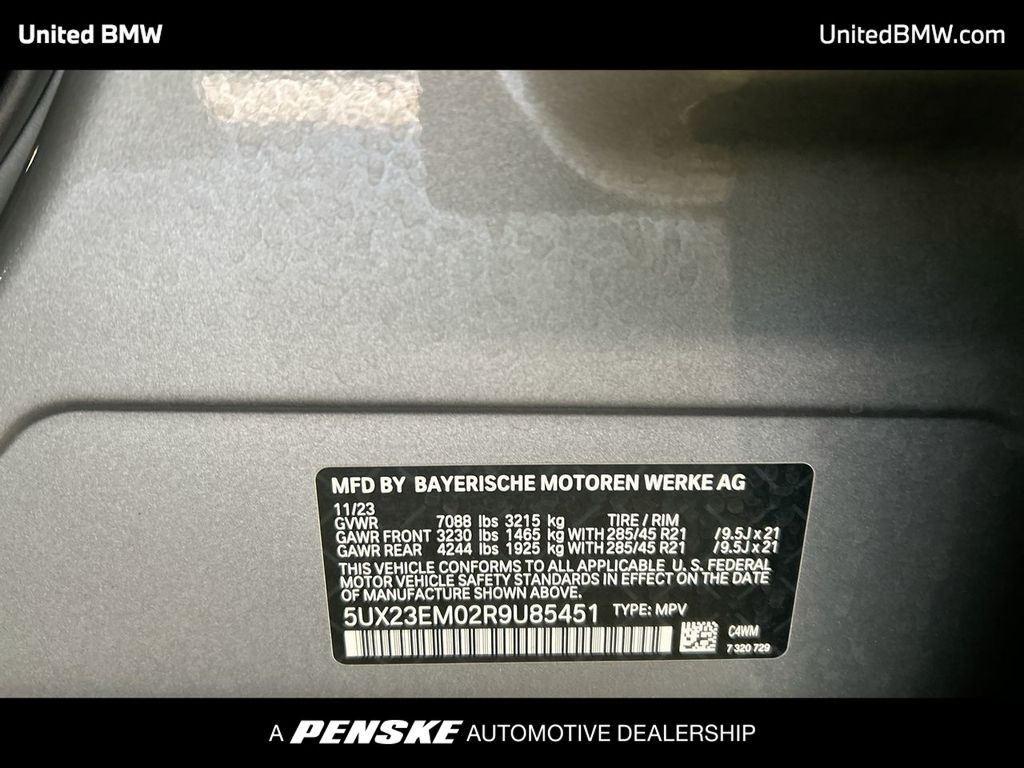 United BMW
UnitedBMW.com
MFD BY BAYERISCHE MOTOREN WERKE AG
11/23
GVWR 7088 lbs 3215 kg TIRE / RIM
GAWR FRONT 3230 lbs 1465 kg WITH 285/45 R21 /9.5J x 21
GAWR REAR 4244 lbs 1925 kg WITH 285/45 R21 /9.5J x 21
THIS VEHICLE CONFORMS TO ALL APPLICABLE U. S. FEDERAL
MOTOR VEHICLE SAFETY STANDARDS IN EFFECT ON THE DATE
OF MANUFACTURE SHOWN ABOVE.
5UX23EM02R9U85451 TYPE: MPV
C4WM
7 320 729
A PENSKE AUTOMOTIVE DEALERSHIP